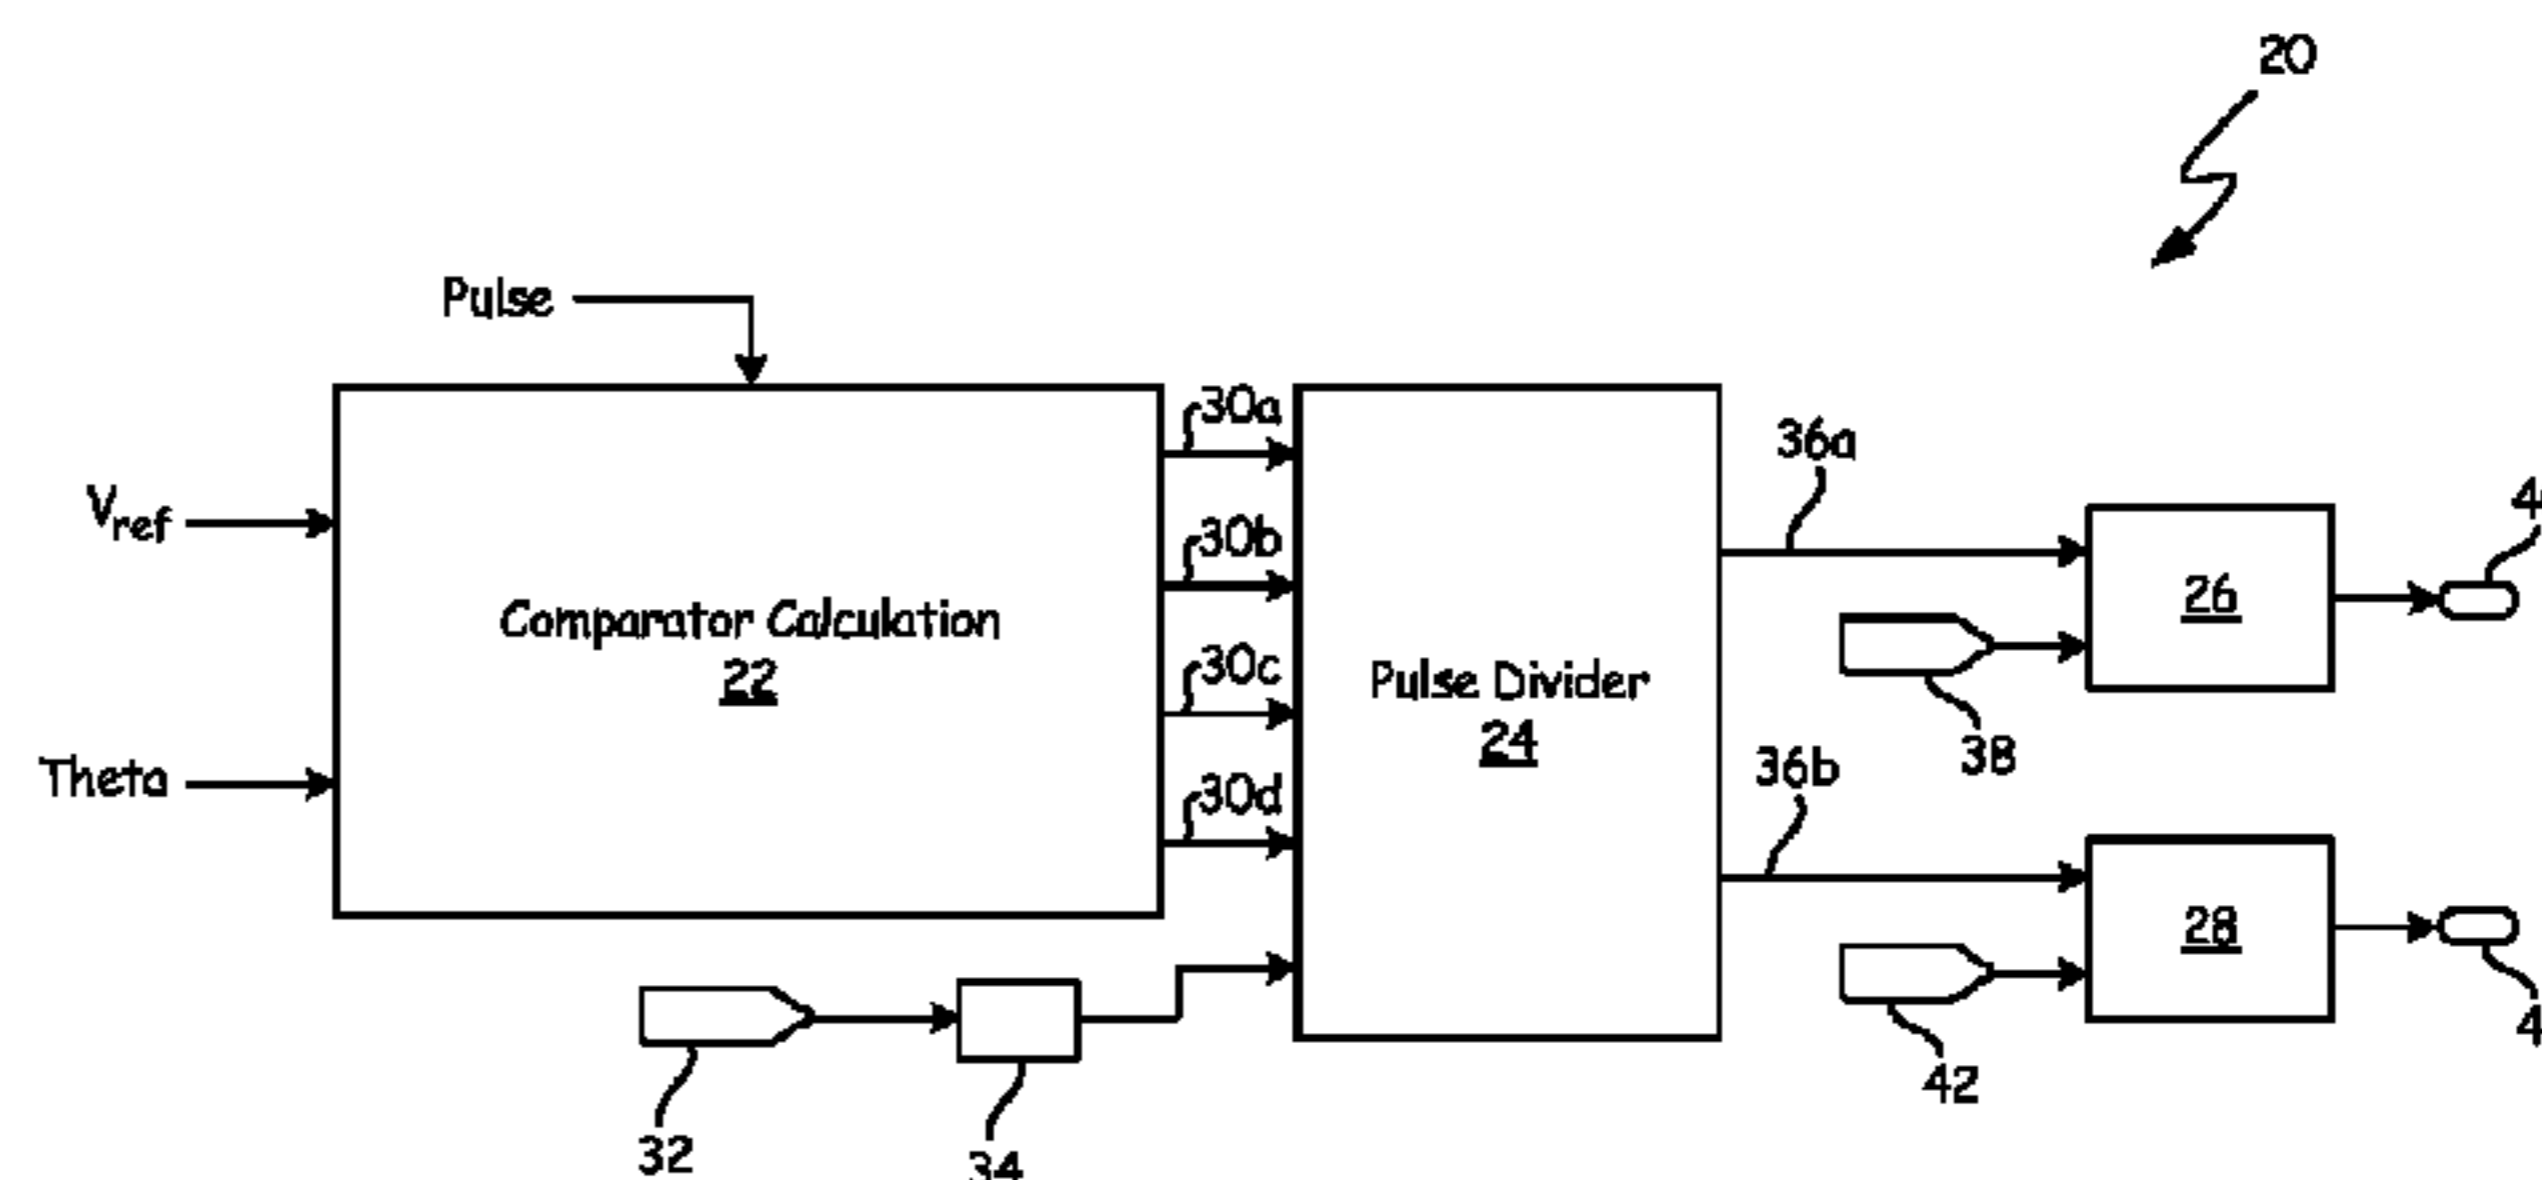 20
Pulse
30a
36a
V_ref
30b
26
Comparator Calculation
22
30c
Pulse Divider
24
38
36b
Theta
30d
28
42
32
34